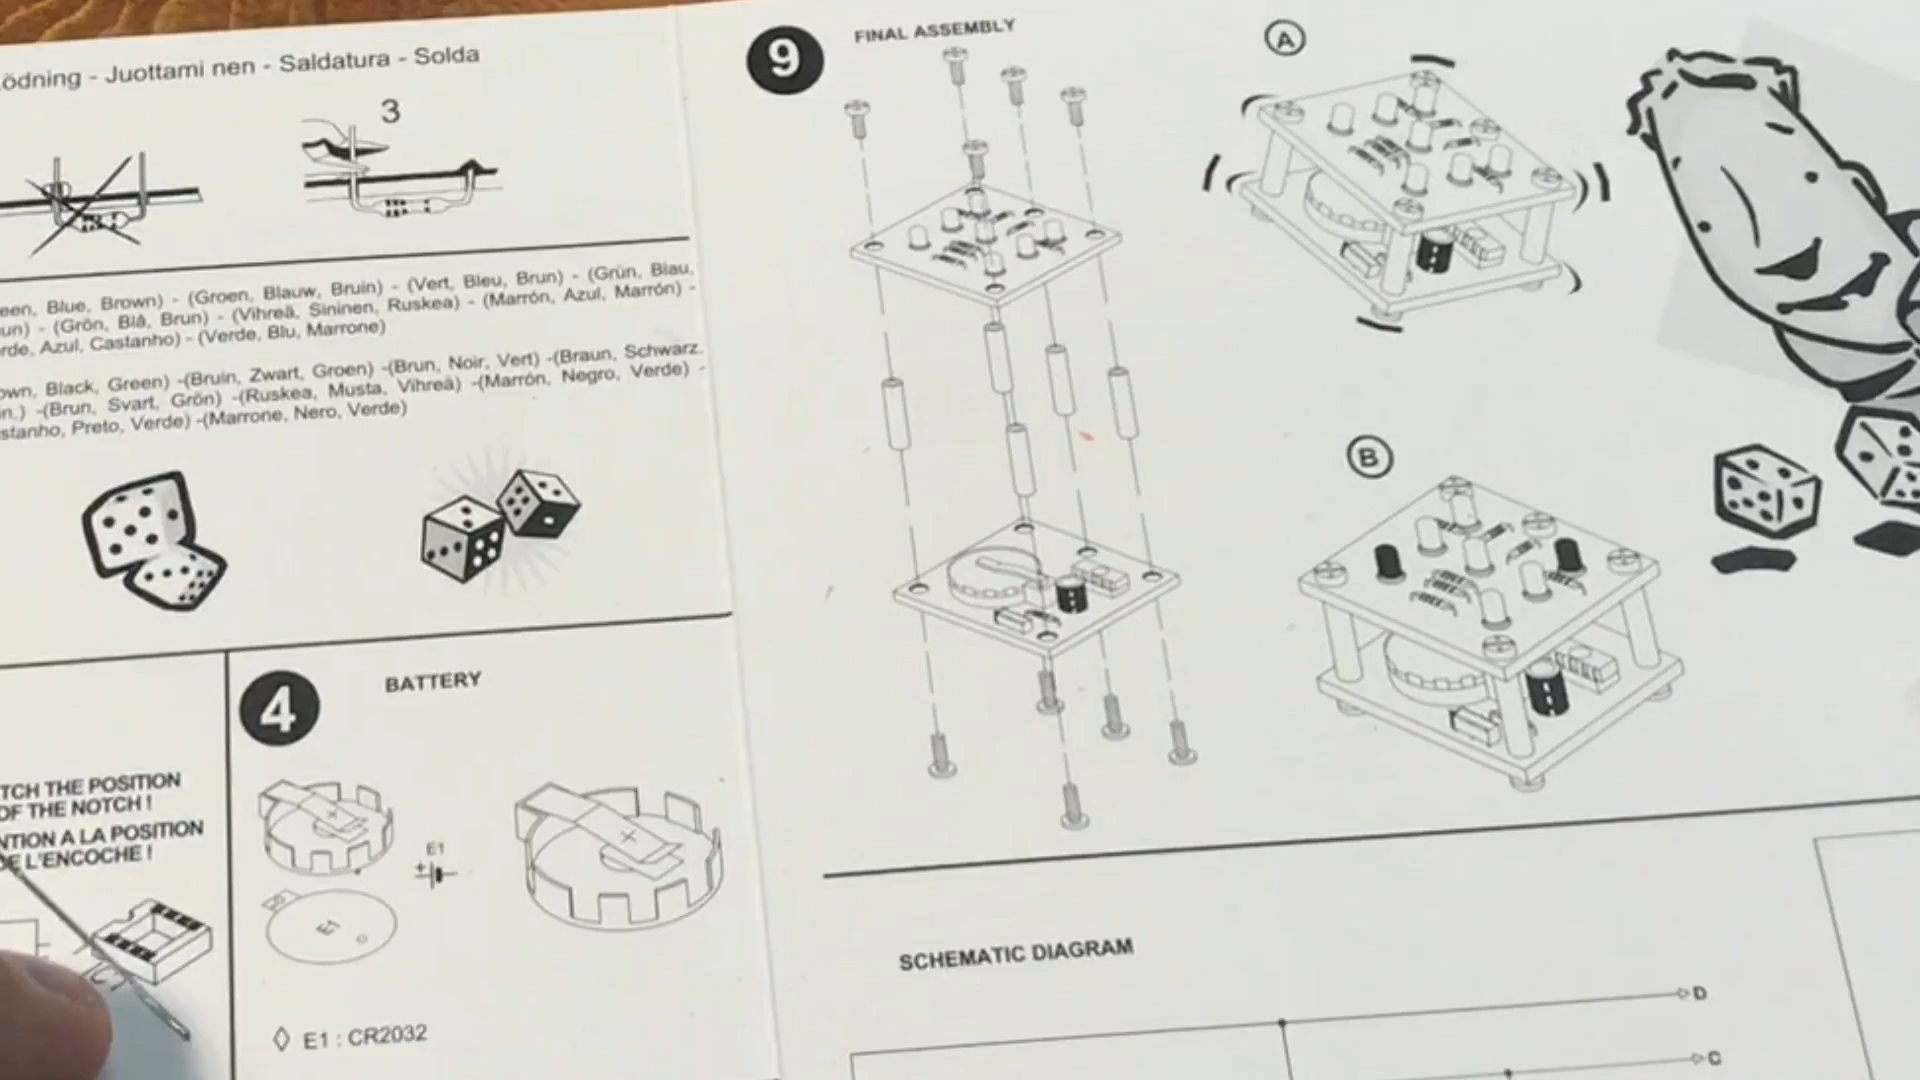 ödning - Juottami nen - Saldatura - Solda
3
een, Blue, Brown) - (Groen, Blauw, Bruin) - (Vert, Bleu, Brun) - (Grün, Blau,
un) - (Grön, Blå, Brun) - (Vihreä, Sininen, Ruskea) - (Marrón, Azul, Marrón) -
rde, Azul, Castanho) - (Verde, Blu, Marrone)
own, Black, Green) -(Bruin, Zwart, Groen) -(Brun, Noir, Vert) -(Braun, Schwarz.
in.) -(Brun, Svart, Grön) -(Ruskea, Musta, Vihreä) -(Marrón, Negro, Verde) -
stanho, Preto, Verde) -(Marrone, Nero, Verde)
TCH THE POSITION
OF THE NOTCH !
NTION A LA POSITION
DE L'ENCOCHE !
4
BATTERY
+
E1
+
E1
+
E1 : CR2032
9
FINAL ASSEMBLY
A
B
SCHEMATIC DIAGRAM
D
C